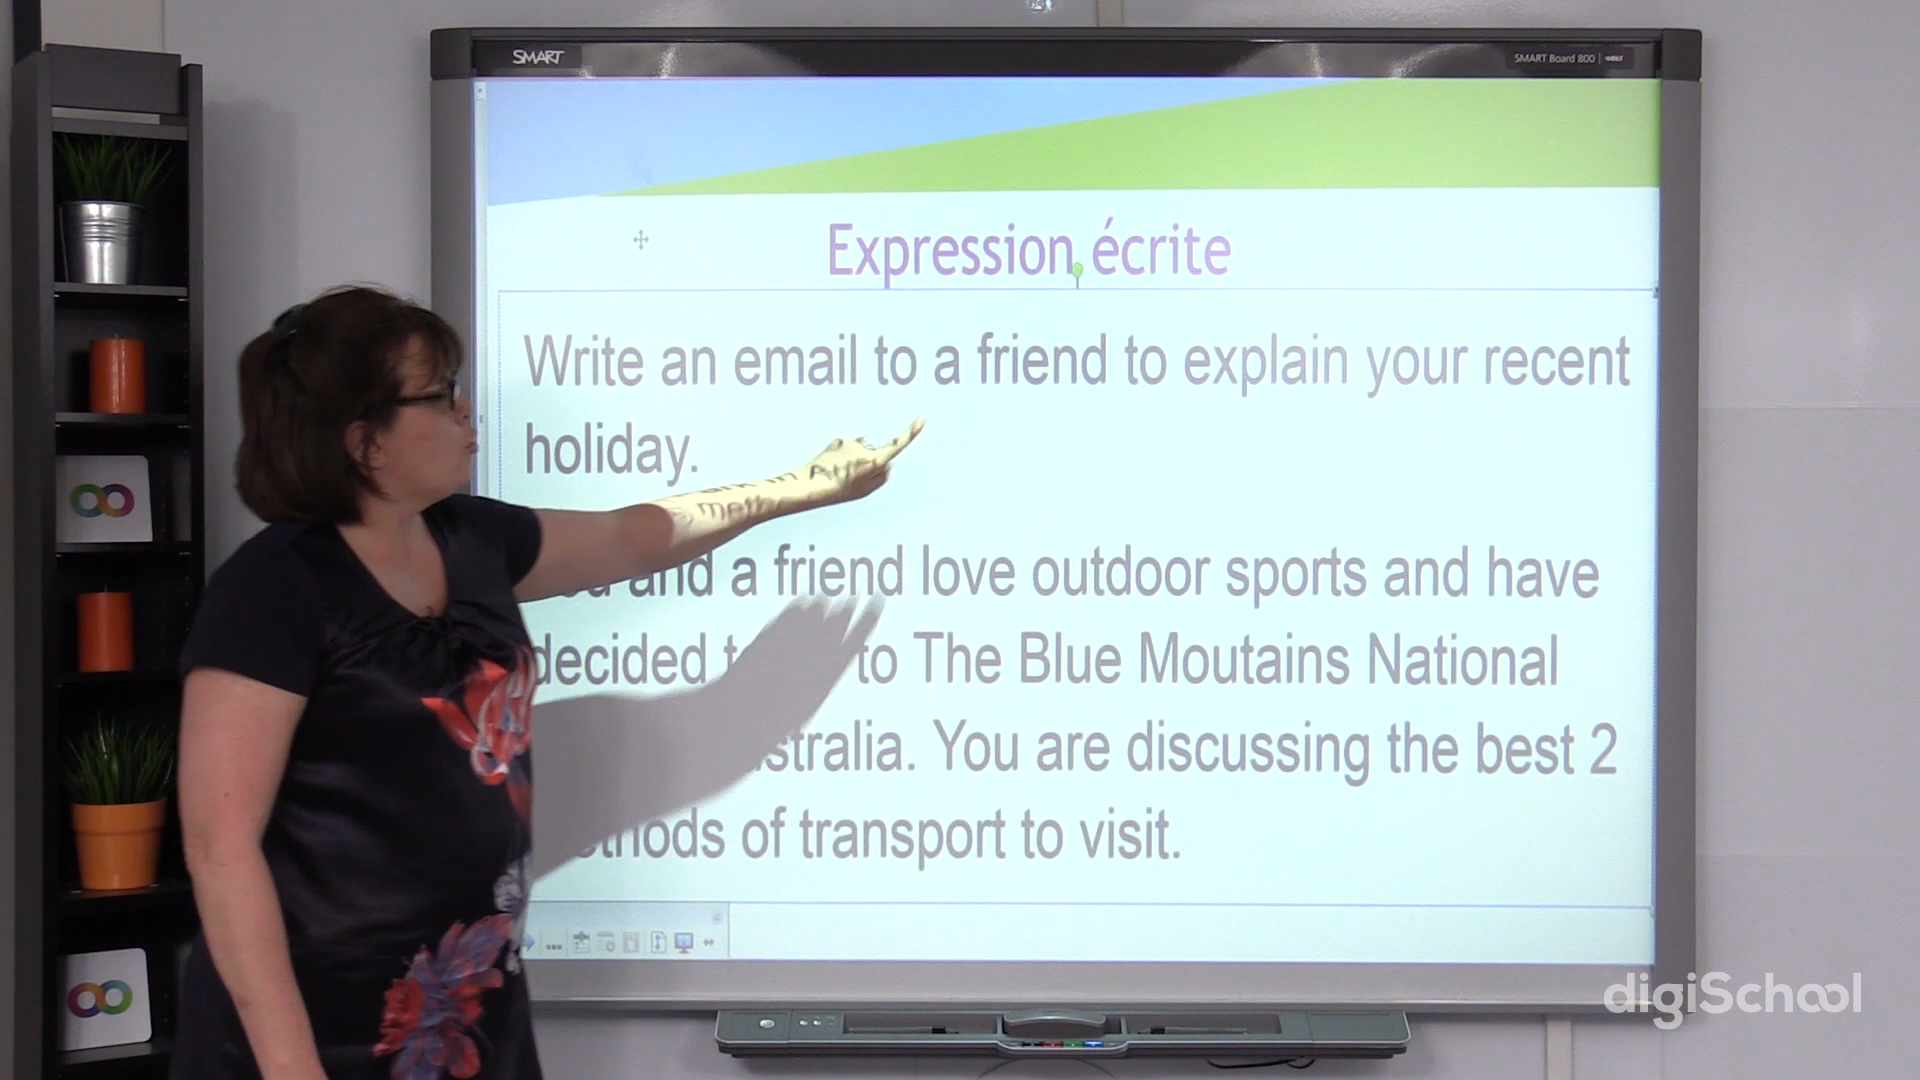 SMART
SMART Board 800
Expression écrite
Write an email to a friend to explain your recent
holiday.
and a friend love outdoor sports and have
decided to The Blue Moutains National
Australia. You are discussing the best 2
methods of transport to visit.
digiSchool